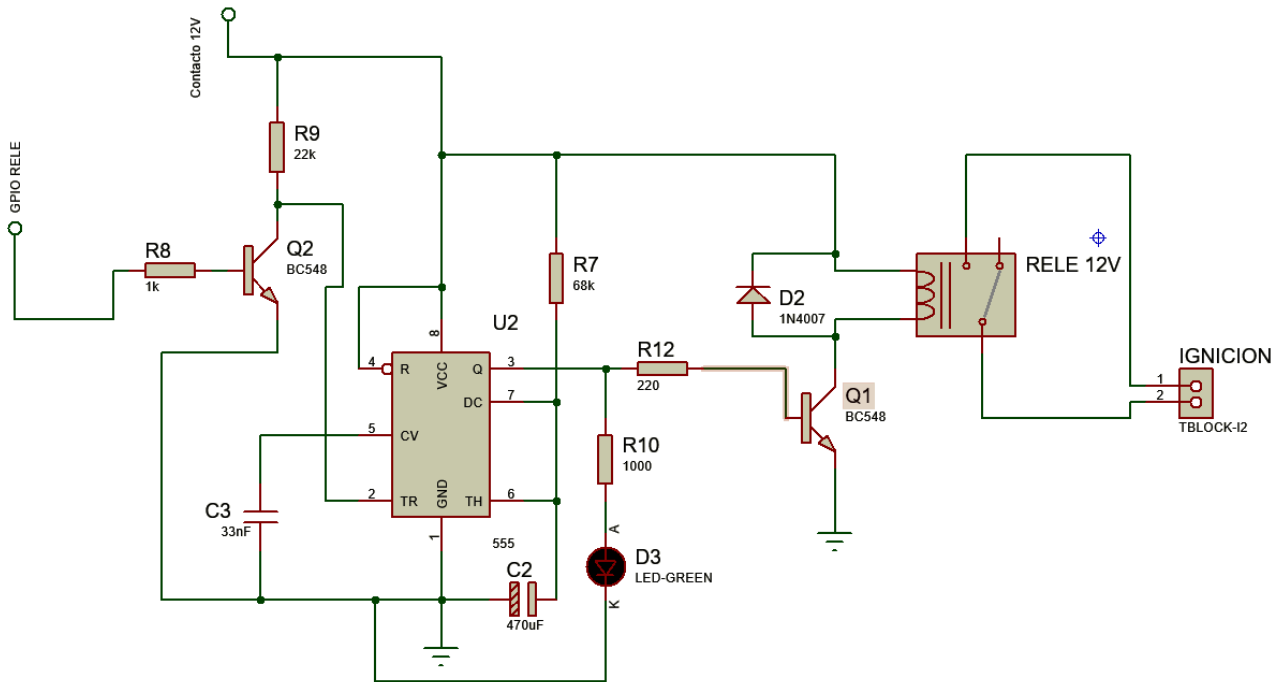 Contacto 12V
GPIO RELE
R9
22k
R8
1k
Q2
BC548
R7
68k
U2
8
VCC
4
R
Q
3
DC
7
5
CV
2
TR
GND
1
TH
6
555
C3
33nF
C2
470uF
R12
220
R10
1000
A
D3
LED-GREEN
K
D2
1N4007
Q1
BC548
RELE 12V
IGNICION
1
2
TBLOCK-I2